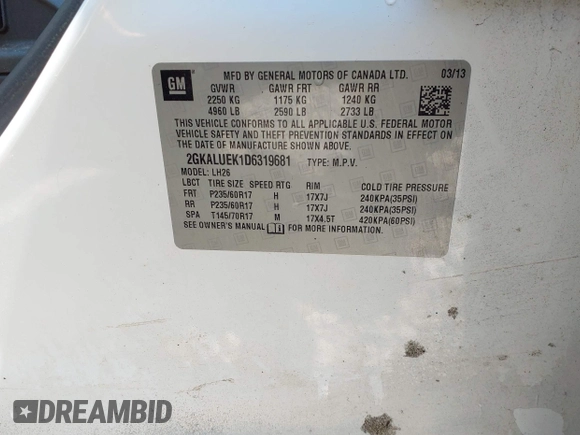 GM
MFD BY GENERAL MOTORS OF CANADA LTD. 03/13
GVWR GAWR FRT GAWR RR
2250 KG 1175 KG 1240 KG
4960 LB 2590 LB 2733 LB
THIS VEHICLE CONFORMS TO ALL APPLICABLE U.S. FEDERAL MOTOR
VEHICLE SAFETY AND THEFT PREVENTION STANDARDS IN EFFECT ON
THE DATE OF MANUFACTURE SHOWN ABOVE.
2GKALUEK1D6319681 TYPE: M.P.V.
MODEL: LH26
LBCT TIRE SIZE SPEED RTG RIM COLD TIRE PRESSURE
FRT P235/60R17 H 17X7J 240KPA(35PSI)
RR P235/60R17 H 17X7J 240KPA(35PSI)
SPA T145/70R17 M 17X4.5T 420KPA(60PSI)
SEE OWNER'S MANUAL FOR MORE INFORMATION.
DREAMBID